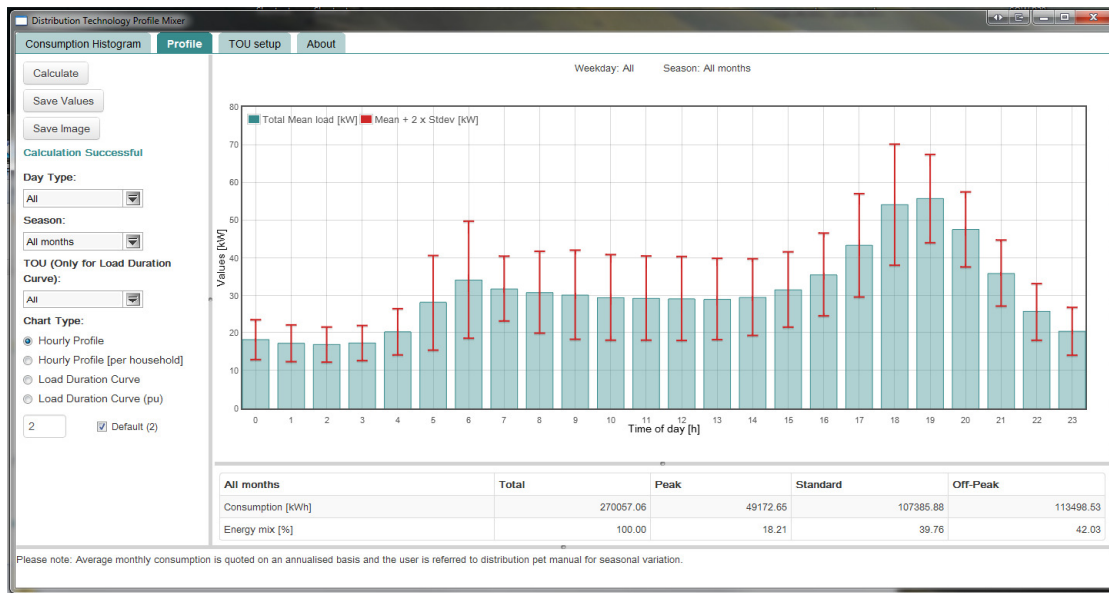 Distribution Technology Profile Mixer
Consumption Histogram Profile TOU setup About
Calculate
Save Values
Save Image
Calculation Successful
Day Type:
All
Season:
All months
TOU (Only for Load Duration
Curve):
All
Chart Type:
Hourly Profile
Hourly Profile [per household]
Load Duration Curve
Load Duration Curve (pu)
2 Default (2)
Weekday: All Season: All months
Total Mean load [kW] Mean + 2 x Stdev [kW]
Values [kW]
80
70
60
50
40
30
20
10
0
0 1 2 3 4 5 6 7 8 9 10 11 12 13 14 15 16 17 18 19 20 21 22 23
Time of day [h]
All months Total Peak Standard Off-Peak
Consumption [kWh] 270057.06 49172.65 107385.88 113498.53
Energy mix [%] 100.00 18.21 39.76 42.03
Please note: Average monthly consumption is quoted on an annualised basis and the user is referred to distribution pet manual for seasonal variation.